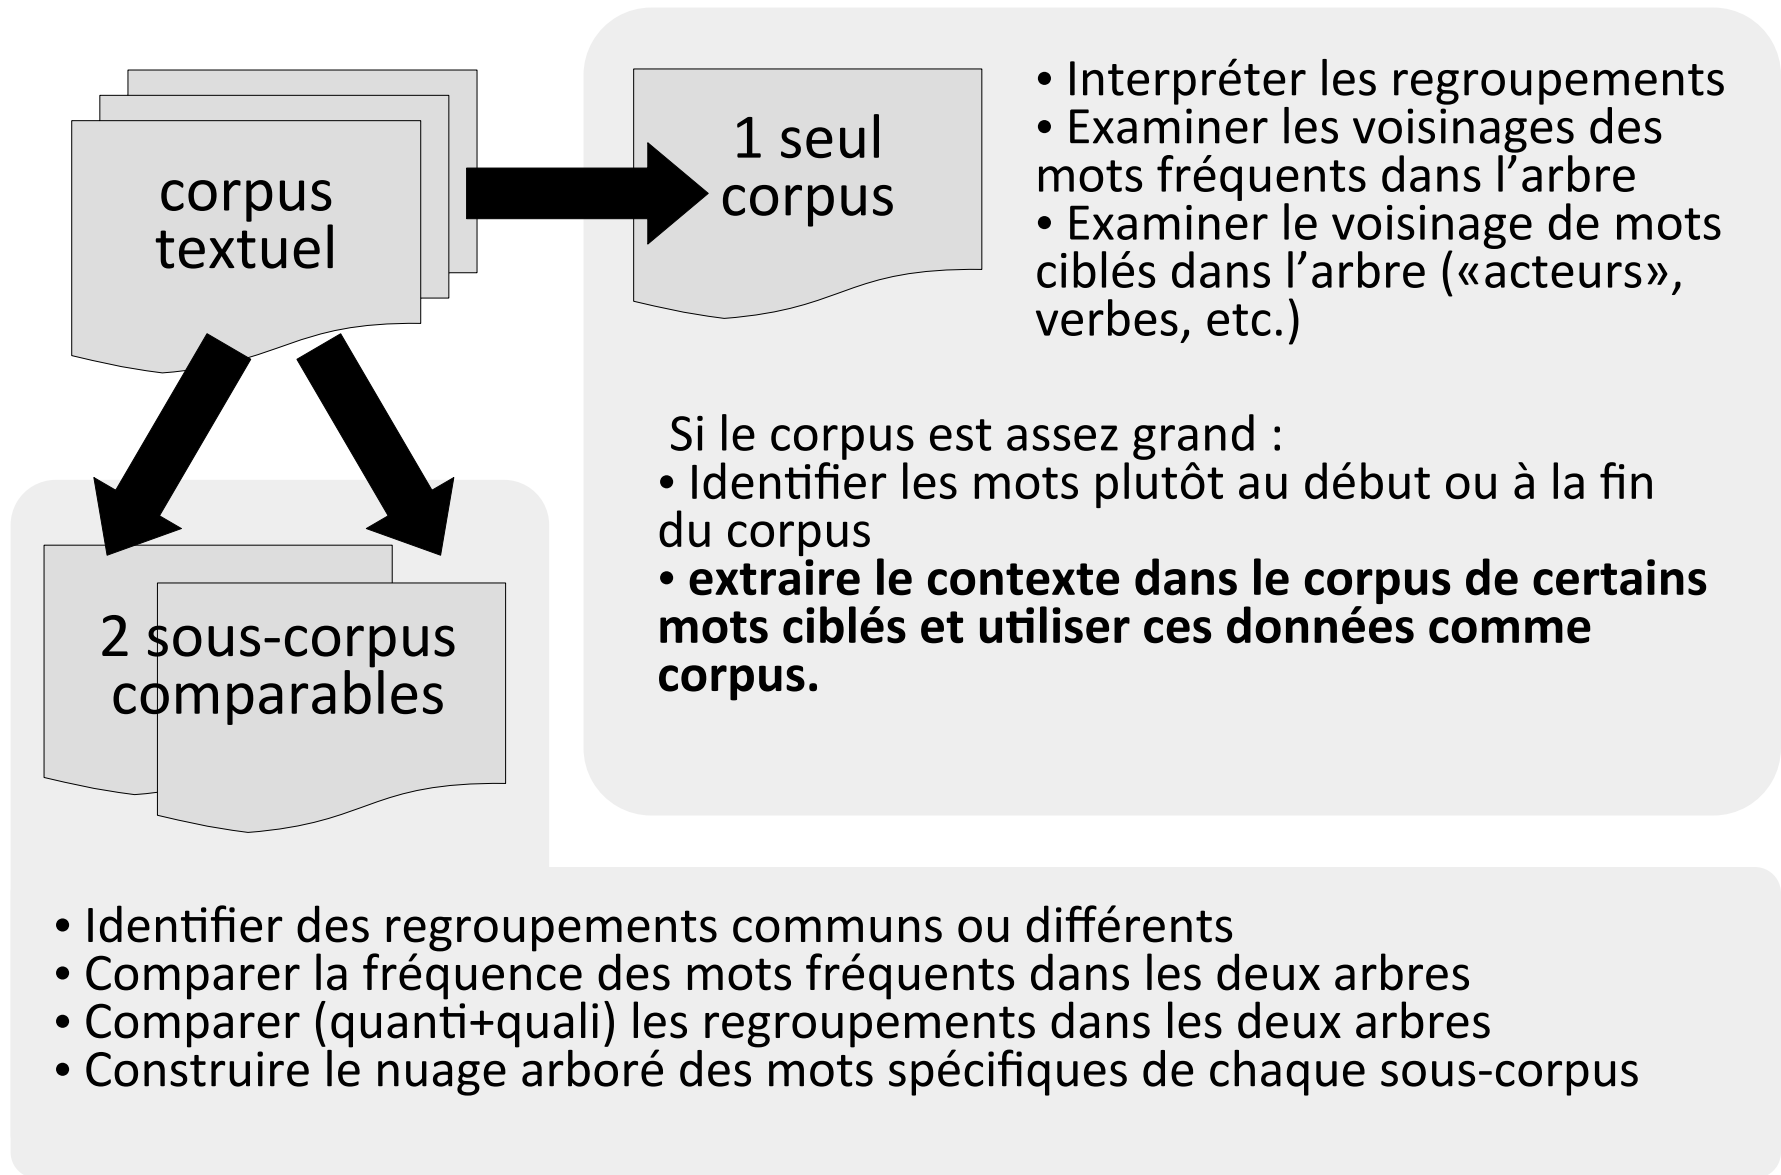 corpus
textuel
1 seul
corpus
• Interpréter les regroupements
• Examiner les voisinages des
mots fréquents dans l’arbre
• Examiner le voisinage de mots
ciblés dans l’arbre («acteurs»,
verbes, etc.)
Si le corpus est assez grand :
• Identifier les mots plutôt au début ou à la fin
du corpus
• extraire le contexte dans le corpus de certains
mots ciblés et utiliser ces données comme
corpus.
2 sous-corpus
comparables
• Identifier des regroupements communs ou différents
• Comparer la fréquence des mots fréquents dans les deux arbres
• Comparer (quanti+quali) les regroupements dans les deux arbres
• Construire le nuage arboré des mots spécifiques de chaque sous-corpus